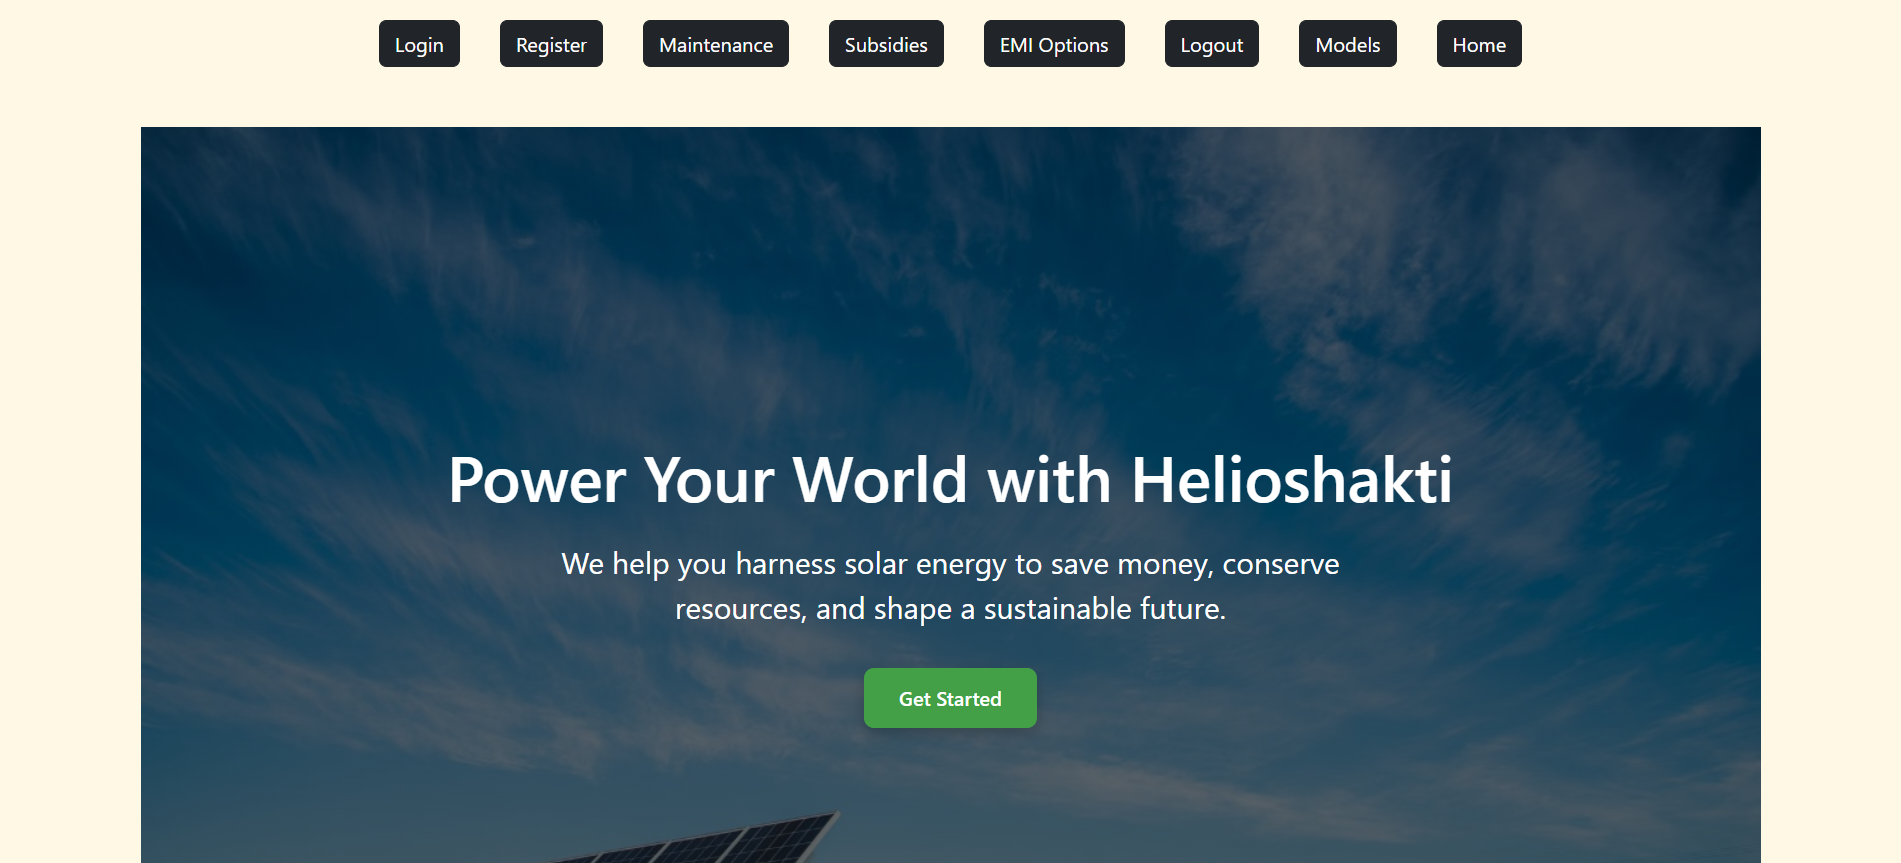 Login Register Maintenance Subsidies EMI Options Logout Models Home
Power Your World with Helioshakti
We help you harness solar energy to save money, conserve
resources, and shape a sustainable future.
Get Started